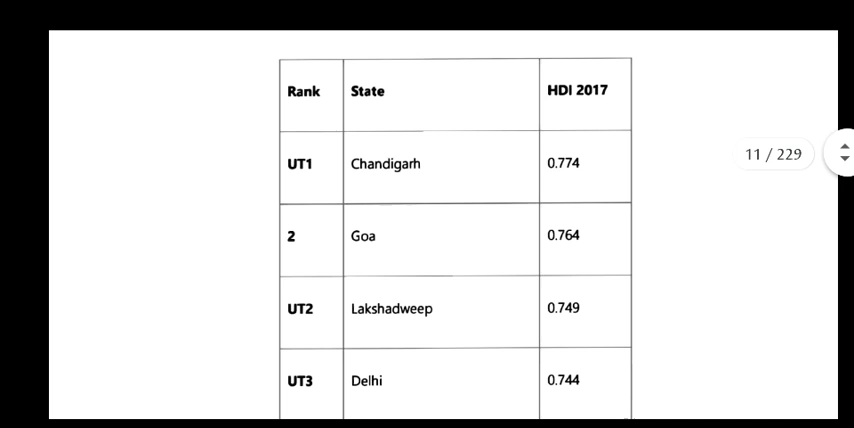 Rank State HDI 2017
11 / 229
UT1 Chandigarh 0.774
2 Goa 0.764
UT2 Lakshadweep 0.749
UT3 Delhi 0.744